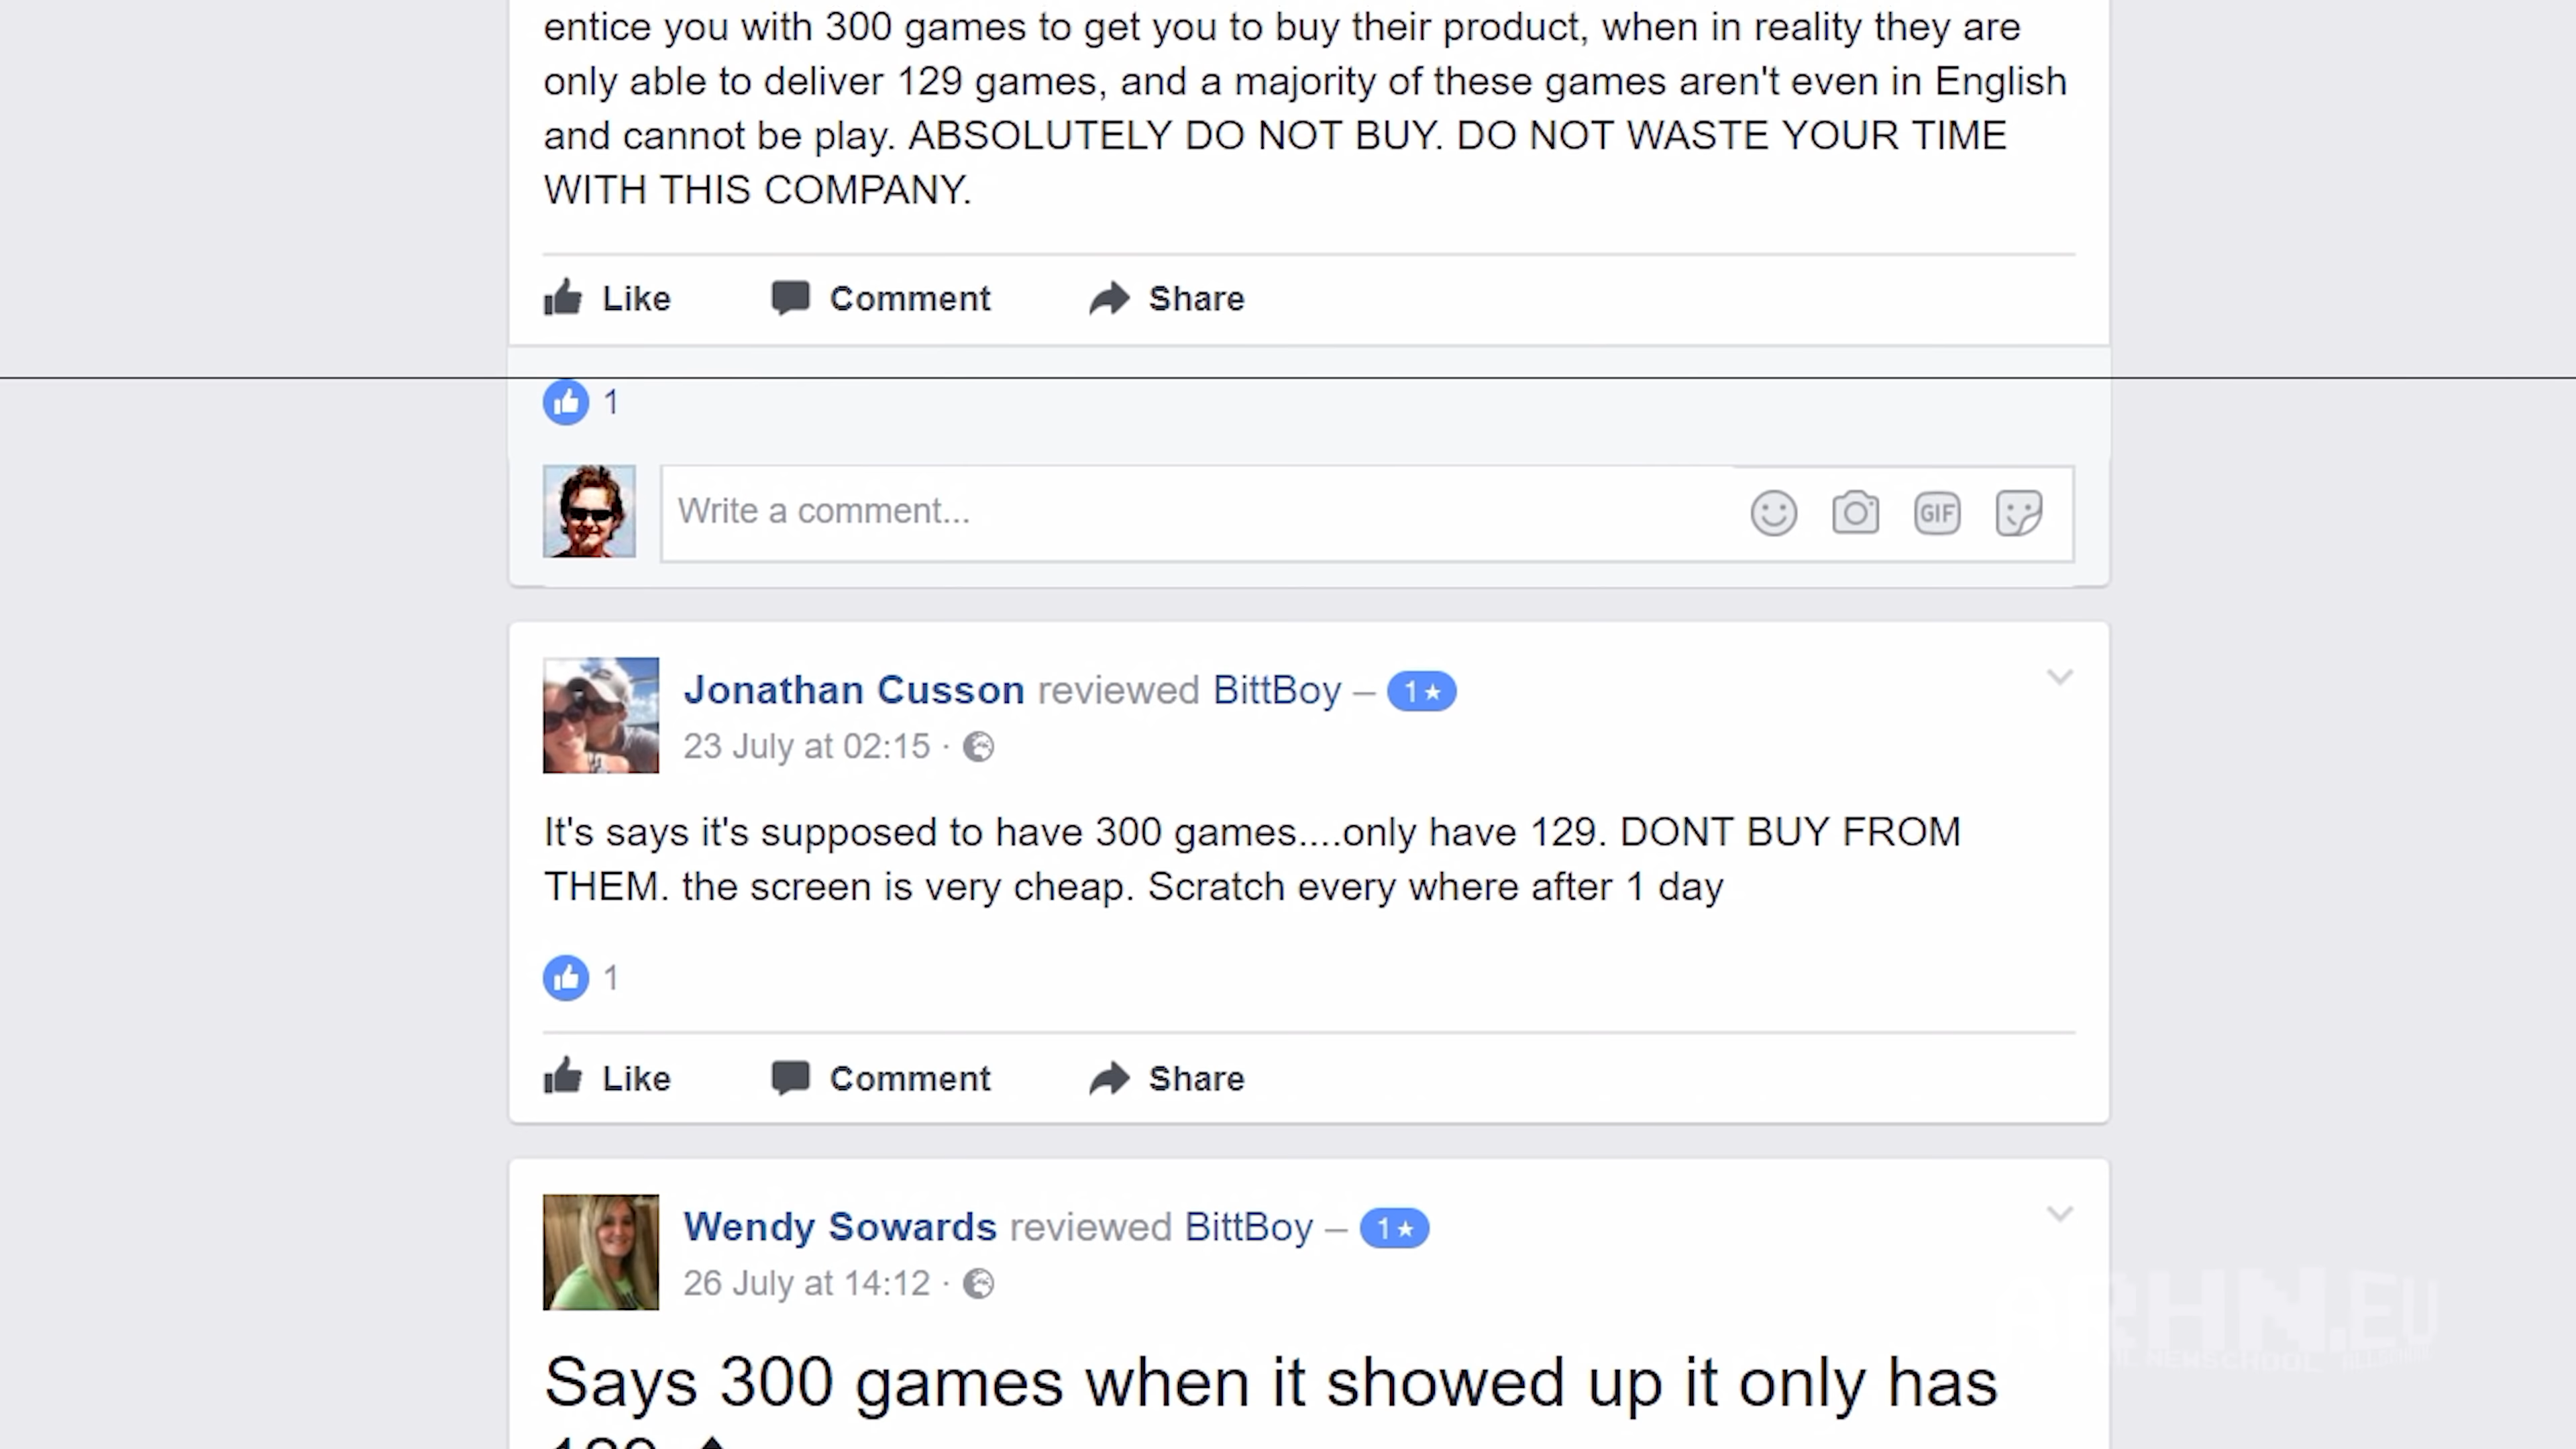 entice you with 300 games to get you to buy their product, when in reality they are
only able to deliver 129 games, and a majority of these games aren't even in English
and cannot be play. ABSOLUTELY DO NOT BUY. DO NOT WASTE YOUR TIME
WITH THIS COMPANY.
Like Comment Share
1
Write a comment... GIF
Jonathan Cusson reviewed BittBoy – 1★
23 July at 02:15 ·
It's says it's supposed to have 300 games....only have 129. DONT BUY FROM
THEM. the screen is very cheap. Scratch every where after 1 day
1
Like Comment Share
Wendy Sowards reviewed BittBoy – 1★
26 July at 14:12 ·
Says 300 games when it showed up it only has
ARHN.EU